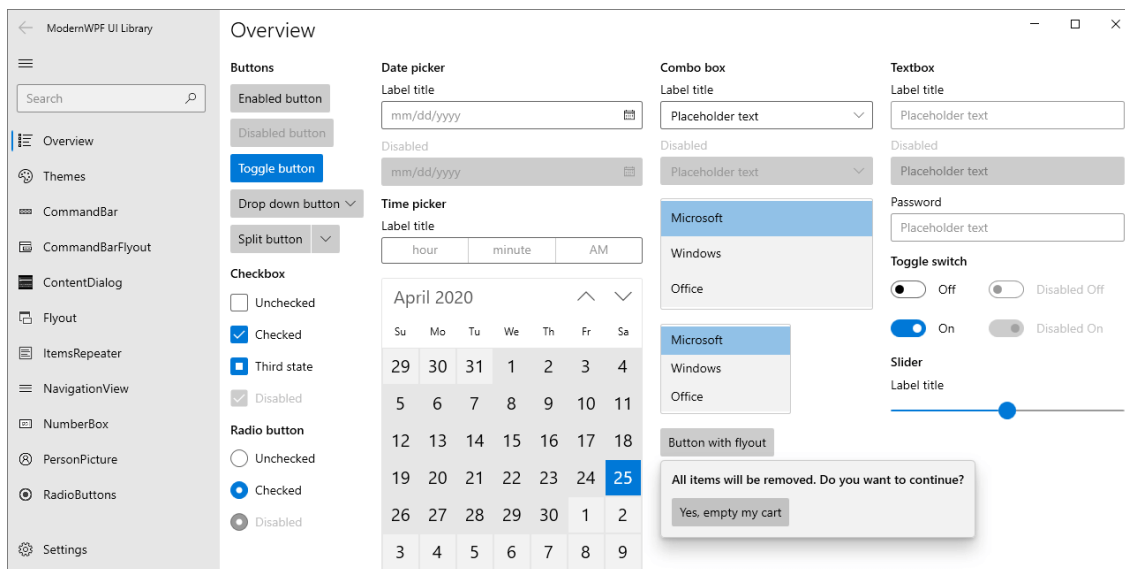 ModernWPF UI Library
Search
Overview
Themes
CommandBar
CommandBarFlyout
ContentDialog
Flyout
ItemsRepeater
NavigationView
NumberBox
PersonPicture
RadioButtons
Settings
Overview
Buttons
Enabled button
Disabled button
Toggle button
Drop down button
Split button
Checkbox
Unchecked
Checked
Third state
Disabled
Radio button
Unchecked
Checked
Disabled
Date picker
Label title
mm/dd/yyyy
Disabled
mm/dd/yyyy
Time picker
Label title
hour minute AM
April 2020
Su Mo Tu We Th Fr Sa
29 30 31 1 2 3 4
5 6 7 8 9 10 11
12 13 14 15 16 17 18
19 20 21 22 23 24 25
26 27 28 29 30 1 2
3 4 5 6 7 8 9
Combo box
Label title
Placeholder text
Disabled
Placeholder text
Microsoft
Windows
Office
Microsoft
Windows
Office
Button with flyout
All items will be removed. Do you want to continue?
Yes, empty my cart
Textbox
Label title
Placeholder text
Disabled
Placeholder text
Password
Placeholder text
Toggle switch
Off Disabled Off
On Disabled On
Slider
Label title